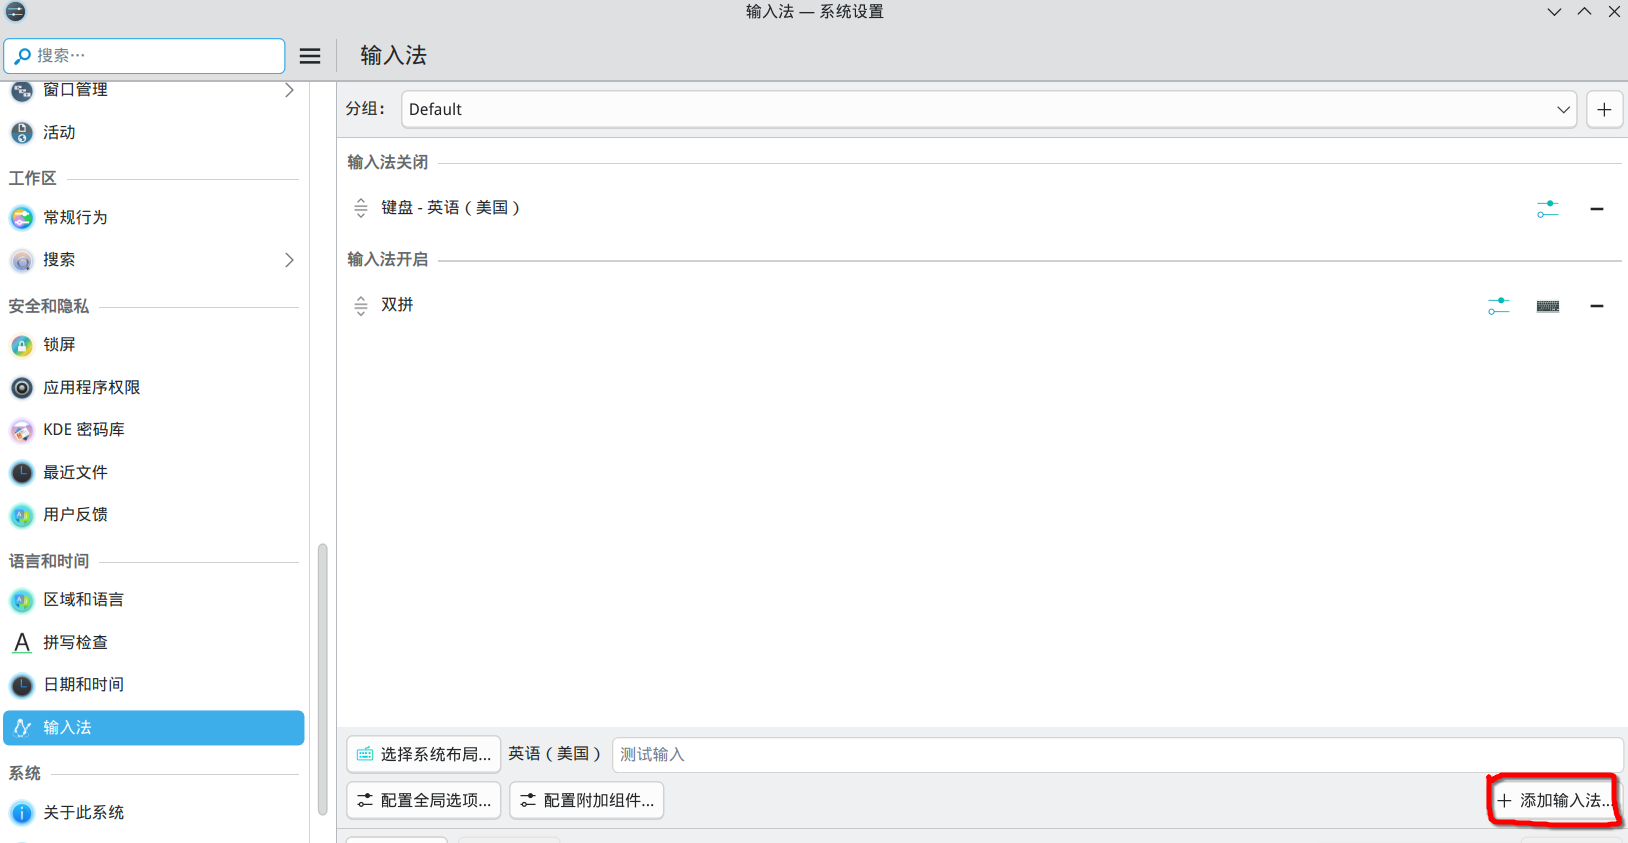 输入法 — 系统设置
搜索…
输入法
窗口管理
活动
工作区
常规行为
搜索
安全和隐私
锁屏
应用程序权限
KDE 密码库
最近文件
用户反馈
语言和时间
区域和语言
拼写检查
日期和时间
输入法
系统
关于此系统
分组： Default
输入法关闭
键盘 - 英语（美国）
输入法开启
双拼
选择系统布局... 英语（美国） 测试输入
配置全局选项... 配置附加组件... 添加输入法...